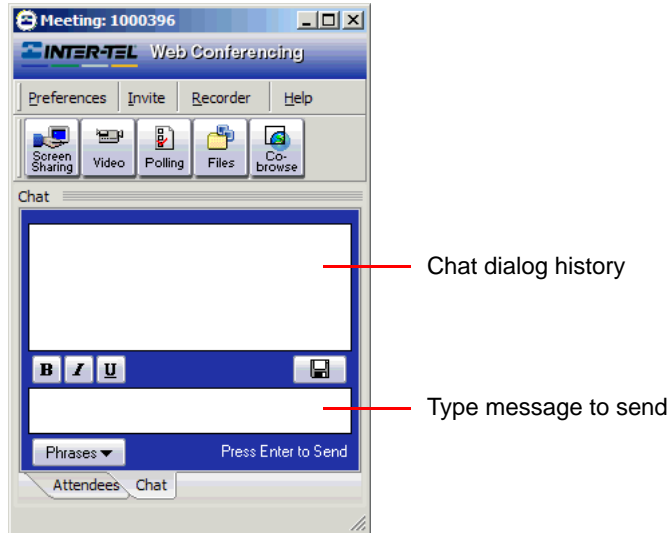 Meeting: 1000396
INTER-TEL Web Conferencing
Preferences Invite Recorder Help
Screen Sharing Video Polling Files Co-browse
Chat
Chat dialog history
B I U
Type message to send
Phrases Press Enter to Send
Attendees Chat